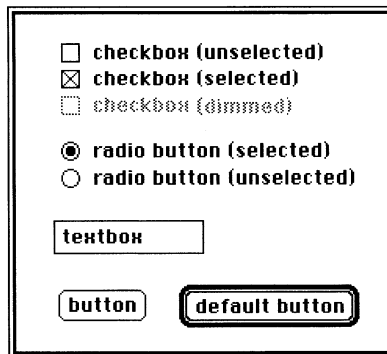 checkbox (unselected)
checkbox (selected)
checkbox (dimmed)
radio button (selected)
radio button (unselected)
textbox
button
default button